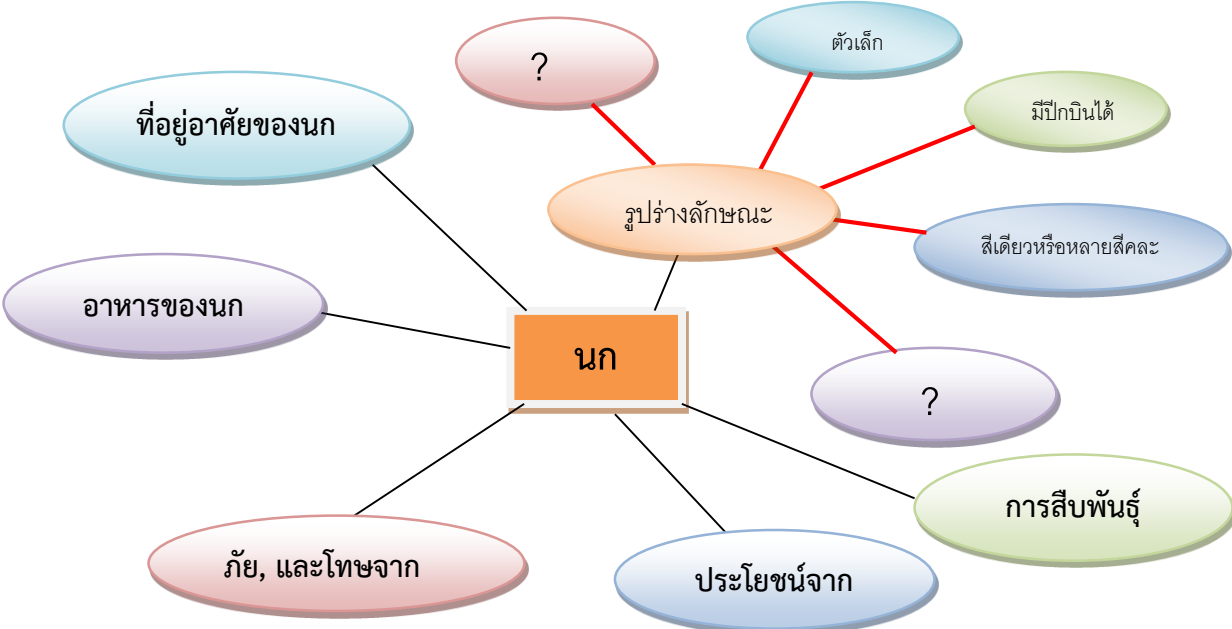 ?
ตัวเล็ก
มีปีกบินได้
ที่อยู่อาศัยของนก
รูปร่างลักษณะ
สีเดียวหรือหลายสีคละ
อาหารของนก
นก
?
การสืบพันธุ์
ภัย, และโทษจาก
ประโยชน์จาก